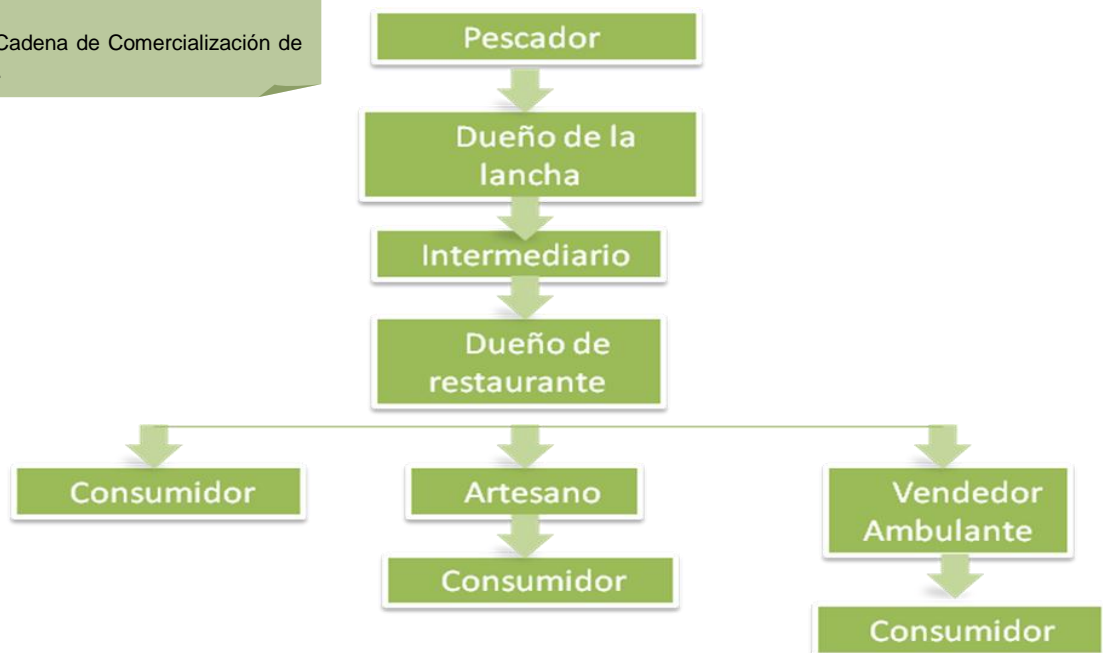 Cadena de Comercialización de
Pescador
Dueño de la
lancha
Intermediario
Dueño de
restaurante
Consumidor
Artesano
Vendedor
Ambulante
Consumidor
Consumidor